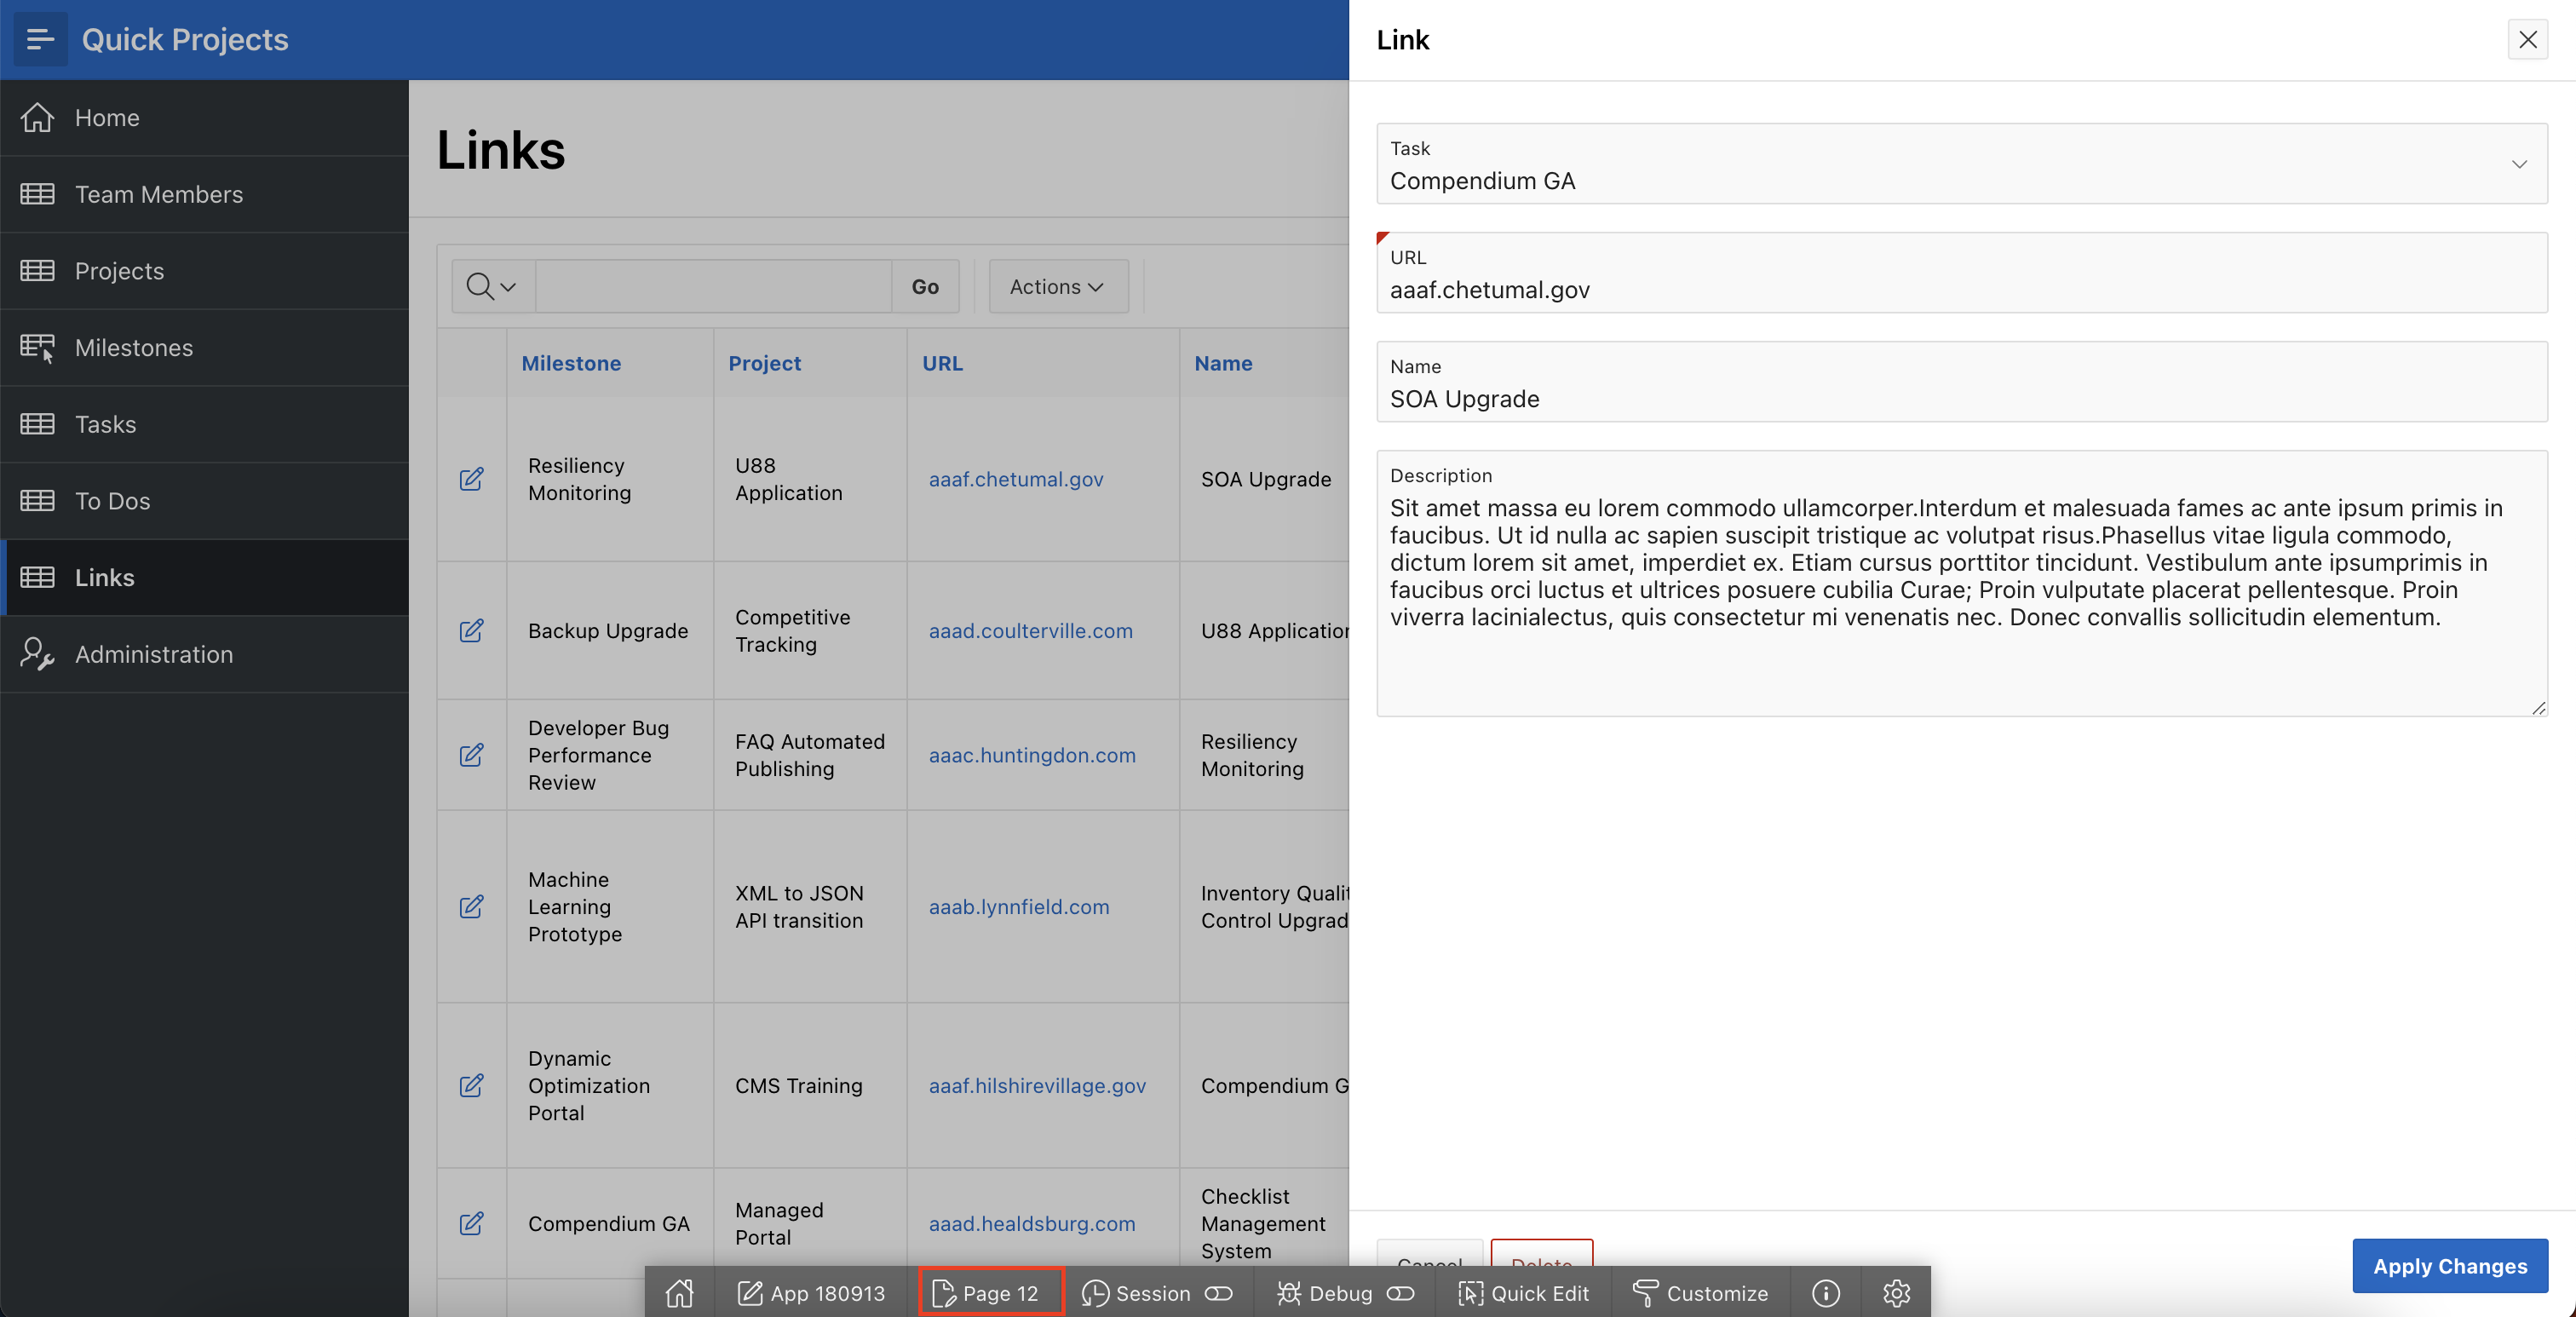 Quick Projects
Home
Team Members
Projects
Milestones
Tasks
To Dos
Links
Administration
Links
Go
Actions
Milestone Project URL Name
Resiliency
Monitoring
U88
Application
aaaf.chetumal.gov
SOA Upgrade
Backup Upgrade
Competitive
Tracking
aaad.coulterville.com
U88 Application
Developer Bug
Performance
Review
FAQ Automated
Publishing
aaac.huntingdon.com
Resiliency
Monitoring
Machine
Learning
Prototype
XML to JSON
API transition
aaab.lynnfield.com
Inventory Qualit
Control Upgrad
Dynamic
Optimization
Portal
CMS Training
aaaf.hilshirevillage.gov
Compendium G
Compendium GA
Managed
Portal
aaad.healdsburg.com
Checklist
Management
System
Link
Task
Compendium GA
URL
aaaf.chetumal.gov
Name
SOA Upgrade
Description
Sit amet massa eu lorem commodo ullamcorper.Interdum et malesuada fames ac ante ipsum primis in
faucibus. Ut id nulla ac sapien suscipit tristique ac volutpat risus.Phasellus vitae ligula commodo,
dictum lorem sit amet, imperdiet ex. Etiam cursus porttitor tincidunt. Vestibulum ante ipsumprimis in
faucibus orci luctus et ultrices posuere cubilia Curae; Proin vulputate placerat pellentesque. Proin
viverra lacinialectus, quis consectetur mi venenatis nec. Donec convallis sollicitudin elementum.
Cancel
Delete
Apply Changes
App 180913
Page 12
Session
Debug
Quick Edit
Customize